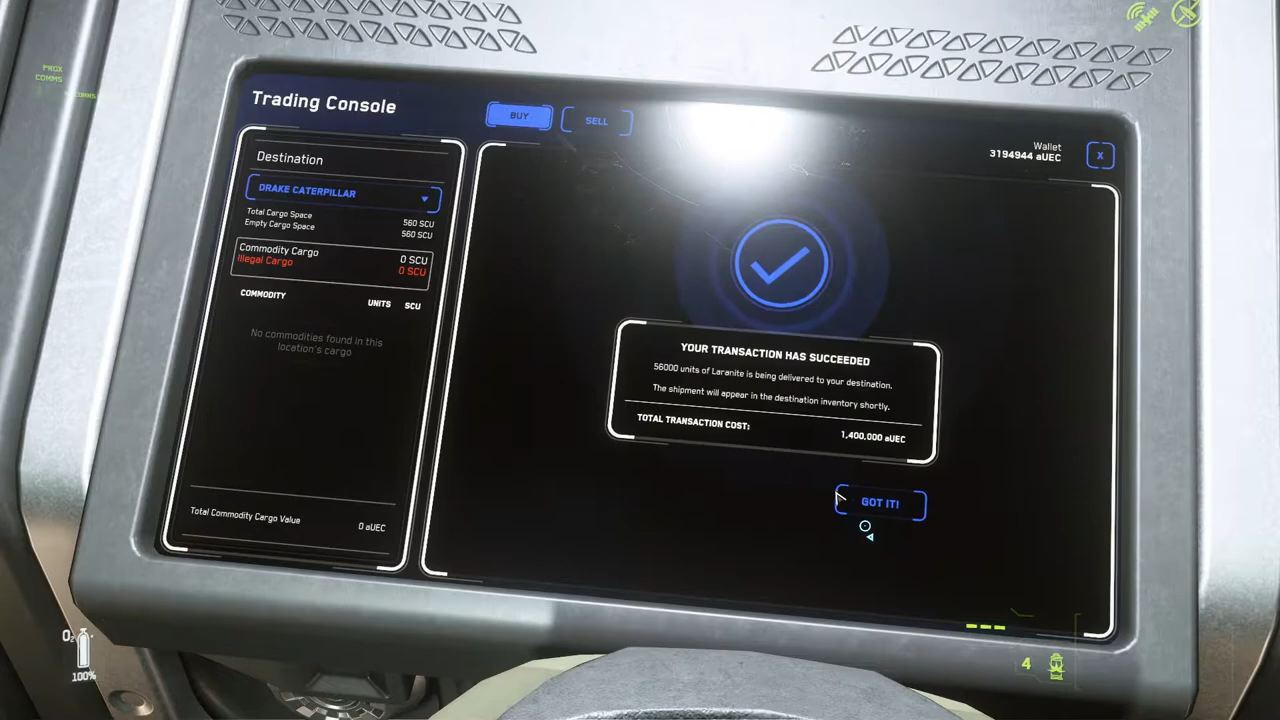 PROX
COMMS
COMMS
Trading Console
BUY
SELL
Wallet
3194944 aUEC
X
Destination
DRAKE CATERPILLAR
Total Cargo Space 560 SCU
Empty Cargo Space 560 SCU
Commodity Cargo 0 SCU
Illegal Cargo 0 SCU
COMMODITY UNITS SCU
No commodities found in this
location's cargo
Total Commodity Cargo Value 0 aUEC
YOUR TRANSACTION HAS SUCCEEDED
56000 units of Laranite is being delivered to your destination.
The shipment will appear in the destination inventory shortly.
TOTAL TRANSACTION COST: 1,400,000 aUEC
GOT IT!
O₂
100%
4